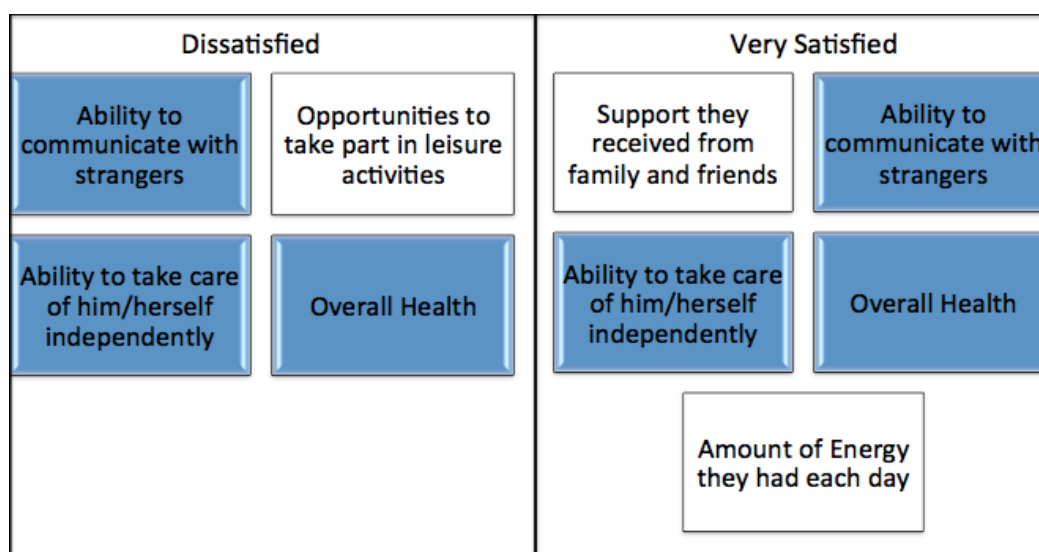 Dissatisfied
Ability to
communicate with
strangers
Opportunities to
take part in leisure
activities
Ability to take care
of him/herself
independently
Overall Health
Very Satisfied
Support they
received from
family and friends
Ability to
communicate with
strangers
Ability to take care
of him/herself
independently
Overall Health
Amount of Energy
they had each day